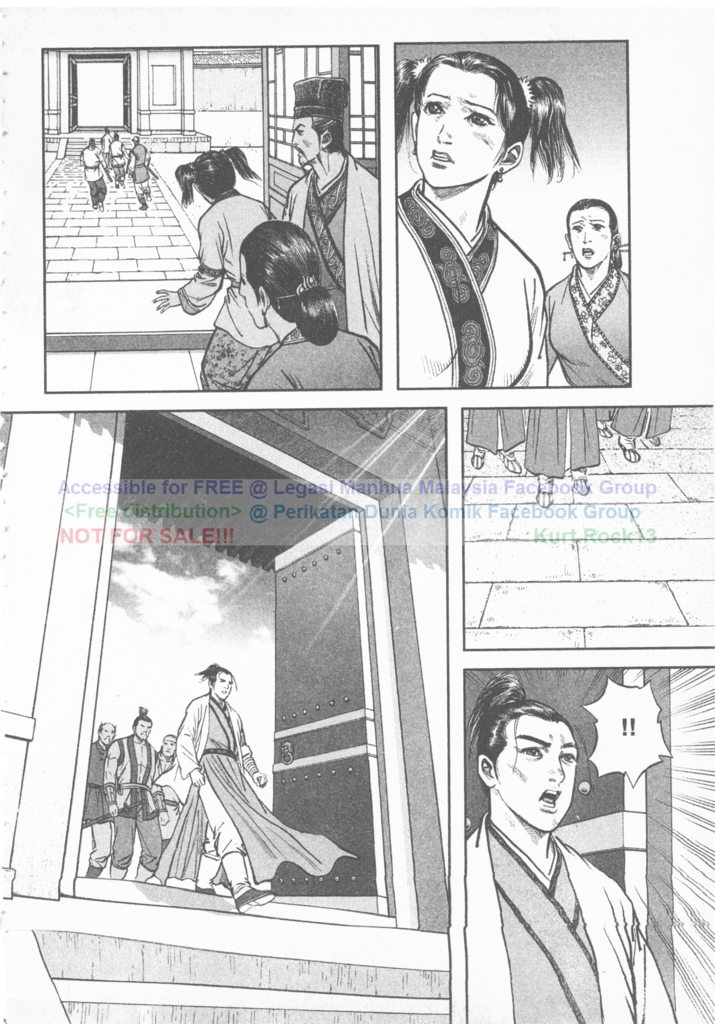 Accessible for FREE @ Legasi Manhua Malaysia Facebook Group
<Free distribution> @ Perikatan Dunia Komik Facebook Group
NOT FOR SALE!!! Kurt Rock13
!!